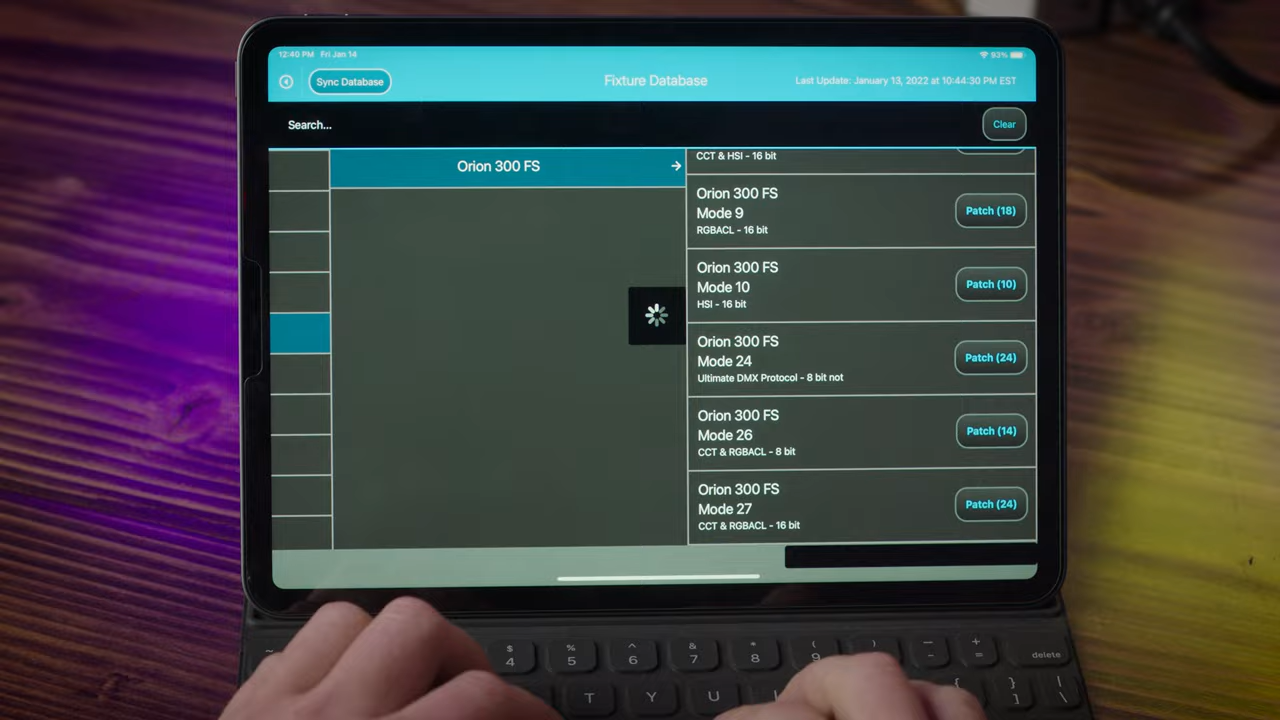 12:40 PM Fri Jan 14
93%
Sync Database
Fixture Database
Last Update: January 13, 2022 at 10:44:30 PM EST
Search...
Clear
Orion 300 FS
CCT & HSI - 16 bit
Orion 300 FS
Mode 9
RGBACL - 16 bit
Patch (18)
Orion 300 FS
Mode 10
HSI - 16 bit
Patch (10)
Orion 300 FS
Mode 24
Ultimate DMX Protocol - 8 bit not
Patch (24)
Orion 300 FS
Mode 26
CCT & RGBACL - 8 bit
Patch (14)
Orion 300 FS
Mode 27
CCT & RGBACL - 16 bit
Patch (24)
~ $ % ^ & * ( ) — +
4 5 6 7 8 9 - = delete
T Y U { } |
] \